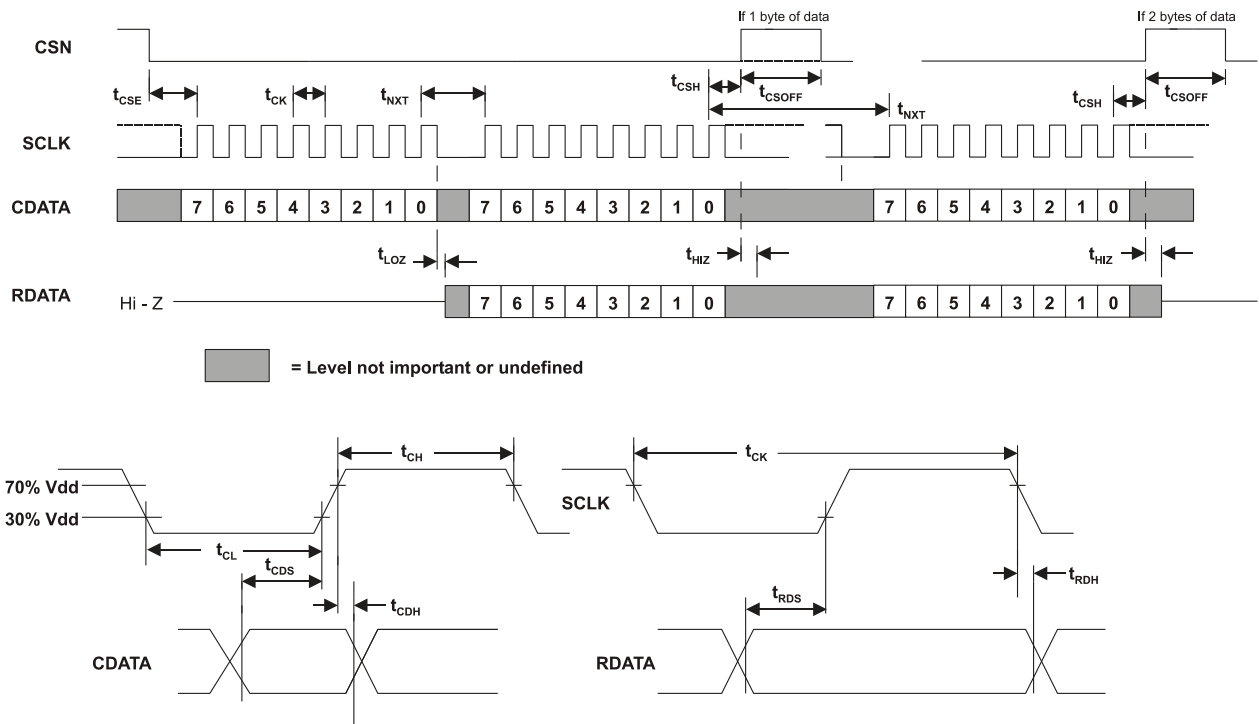 If 1 byte of data If 2 bytes of data
CSN
tCSH tCSOFF tCSH tCSOFF
tCSE tCK tNXT tNXT
SCLK
CDATA 7 6 5 4 3 2 1 0 7 6 5 4 3 2 1 0 7 6 5 4 3 2 1 0
tLOZ tHIZ tHIZ
RDATA Hi - Z 7 6 5 4 3 2 1 0 7 6 5 4 3 2 1 0
= Level not important or undefined
tCH tCK
70% Vdd SCLK
30% Vdd
tCL
tCDS tRDH
tCDH tRDS
CDATA RDATA